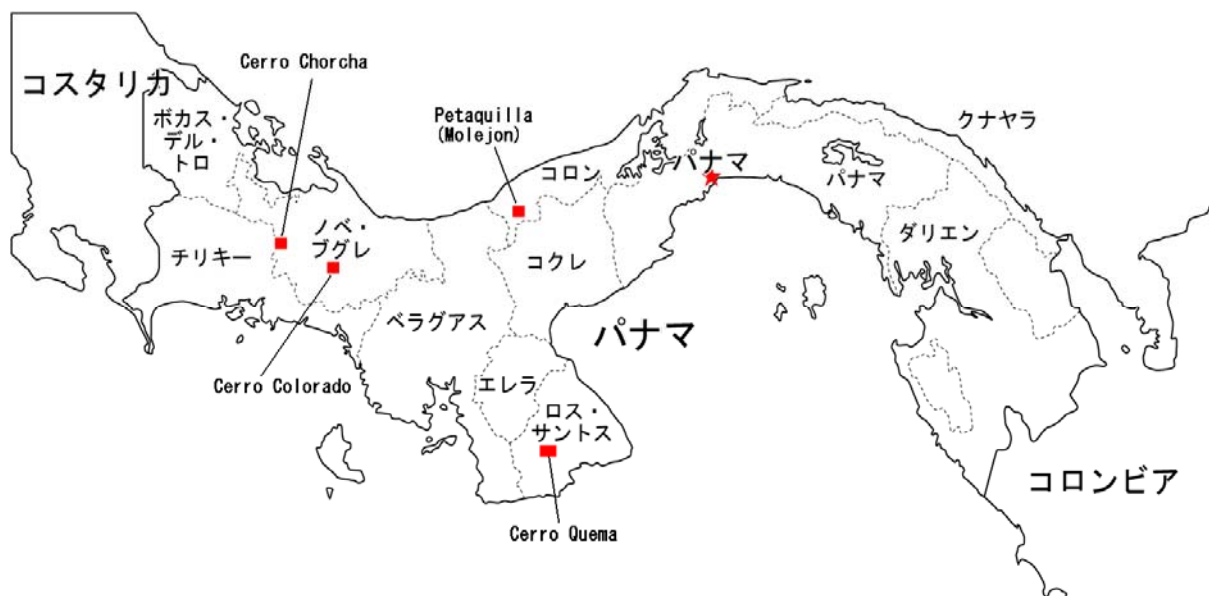 Cerro Chorcha
コスタリカ
ボカス・
デル・
トロ
Petaquilla
(Molejon)
クナヤラ
コロン
パナマ
パナマ
ノベ・
ブグレ
チリキー
コクレ
ダリエン
ベラグアス
パナマ
Cerro Colorado
エレラ
ロス・
サントス
コロンビア
Cerro Quema